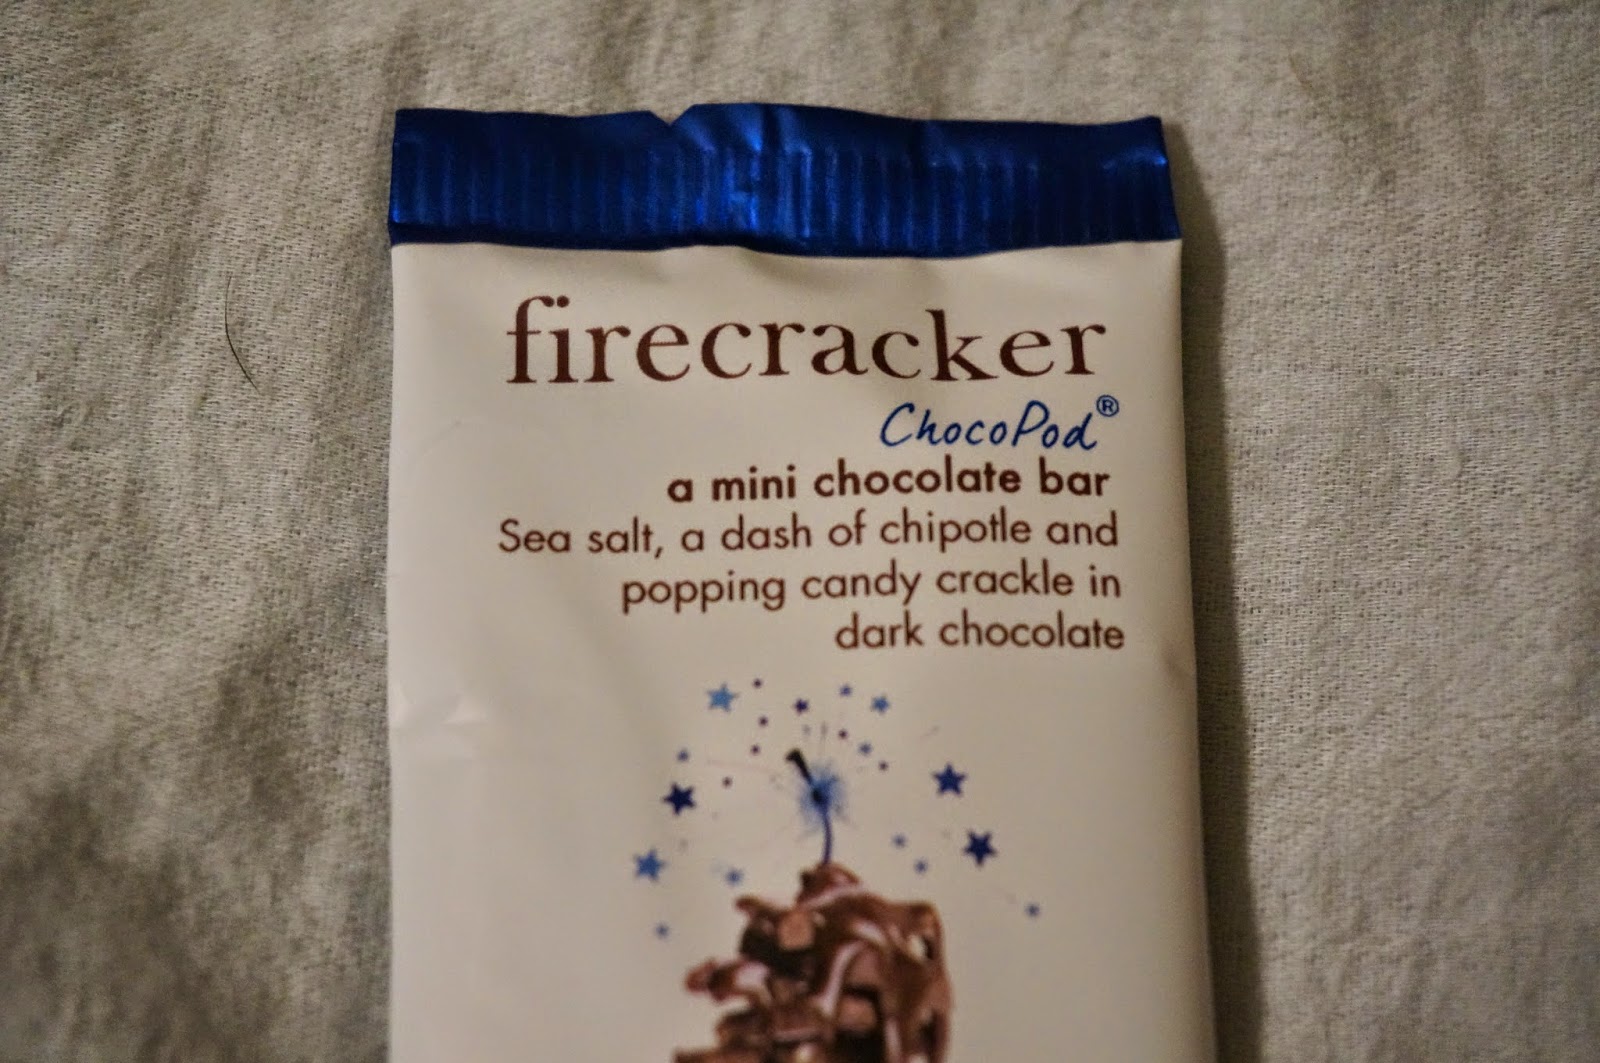 firecracker
ChocoPod®
a mini chocolate bar
Sea salt, a dash of chipotle and
popping candy crackle in
dark chocolate